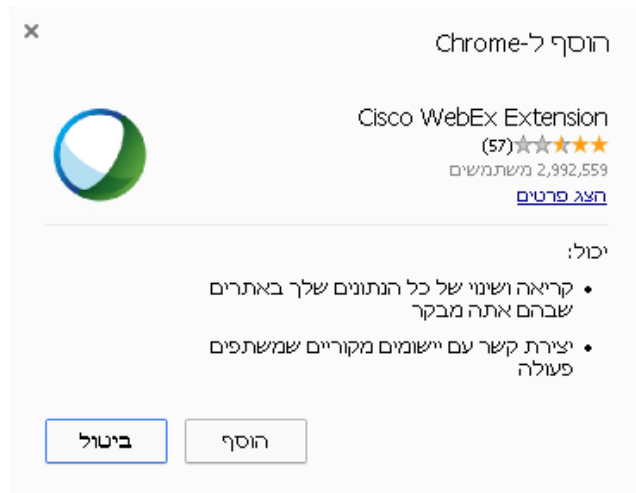 הוסף ל-Chrome
Cisco WebEx Extension
(57)
2,992,559 משתמשים
הצג פרטים
יכול:
• קריאה ושינוי של כל הנתונים שלך באתרים
שבהם אתה מבקר
• יצירת קשר עם יישומים מקוריים שמשתפים
פעולה
הוסף
ביטול